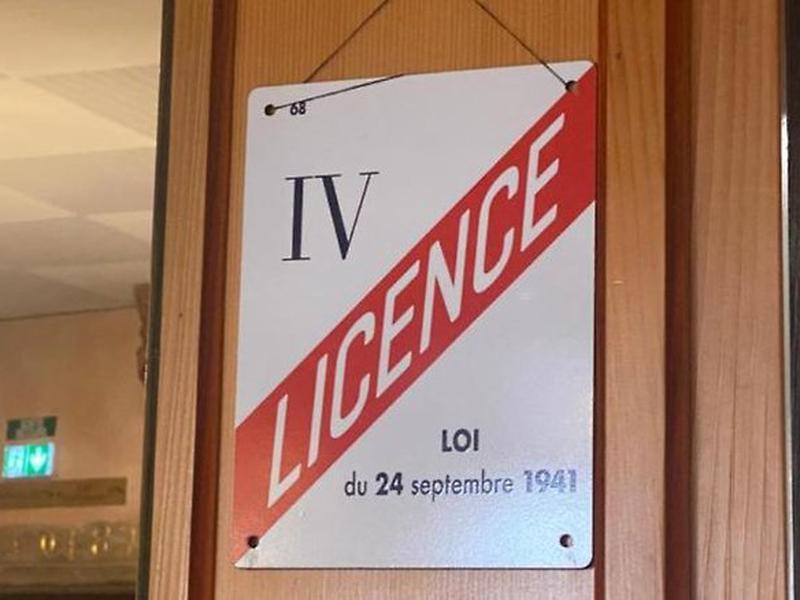 68
IV
LICENCE
LOI
du 24 septembre 1941